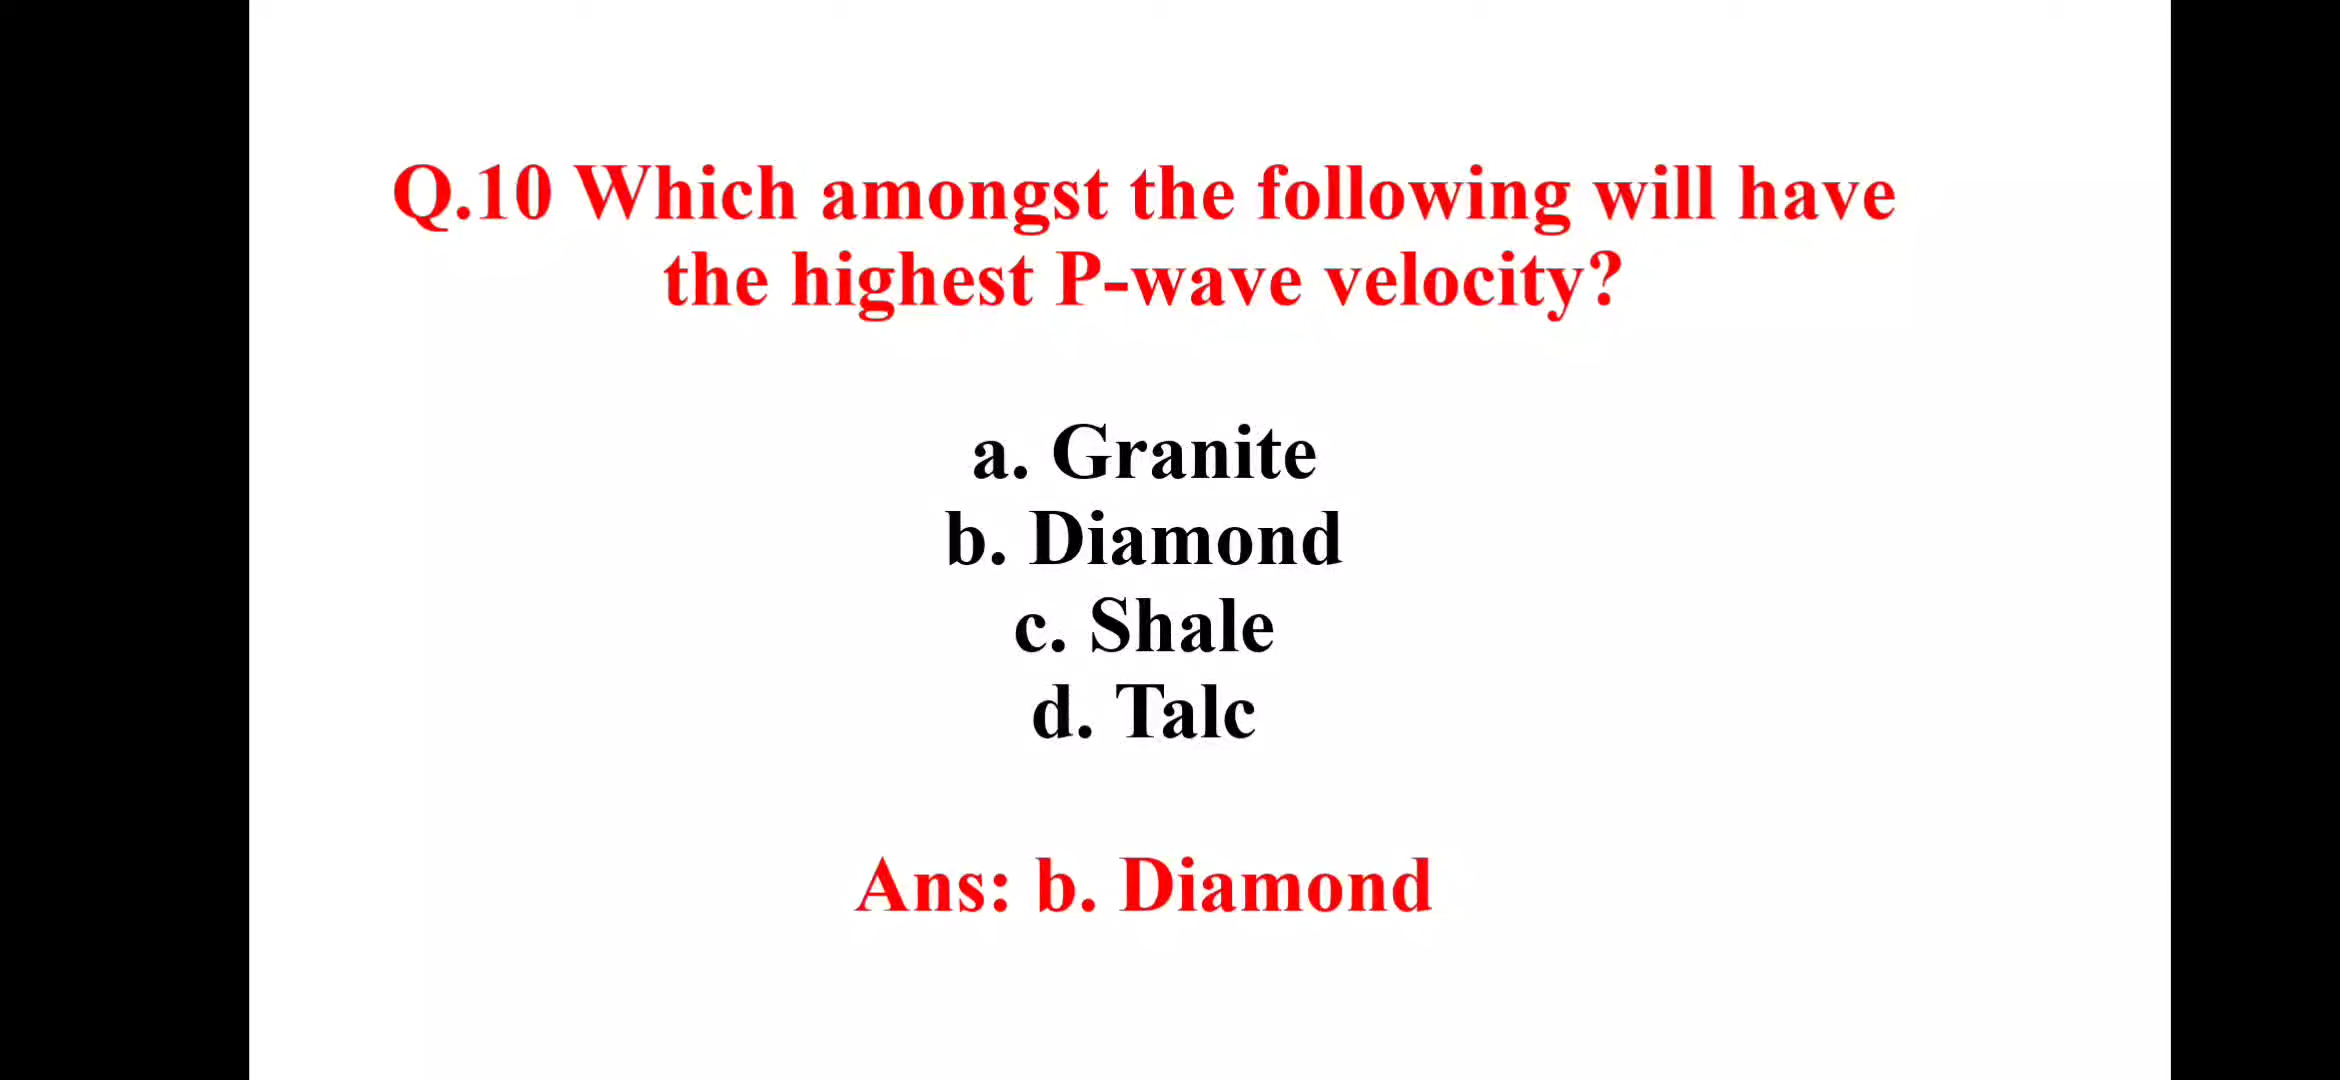 Q.10 Which amongst the following will have
the highest P-wave velocity?
a. Granite
b. Diamond
c. Shale
d. Talc
Ans: b. Diamond